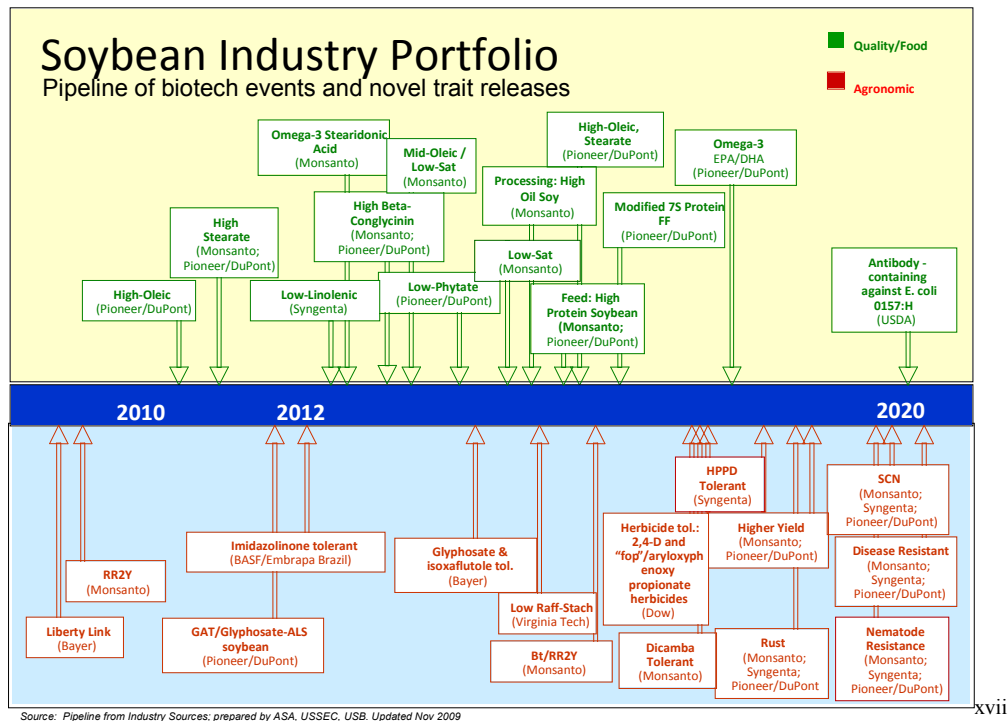 Soybean Industry Portfolio
Pipeline of biotech events and novel trait releases
Quality/Food
Agronomic
Omega-3 Stearidonic
Acid
(Monsanto)
Mid-Oleic /
Low-Sat
(Monsanto)
High-Oleic,
Stearate
(Pioneer/DuPont)
Omega-3
EPA/DHA
(Pioneer/DuPont)
High
Stearate
(Monsanto;
Pioneer/DuPont)
High Beta-
Conglycinin
(Monsanto;
Pioneer/DuPont)
Processing: High
Oil Soy
(Monsanto)
Modified 7S Protein
FF
(Pioneer/DuPont)
Low-Sat
(Monsanto)
Antibody -
containing
against E. coli
0157:H
(USDA)
High-Oleic
(Pioneer/DuPont)
Low-Linolenic
(Syngenta)
Low-Phytate
(Pioneer/DuPont)
Feed: High
Protein Soybean
(Monsanto;
Pioneer/DuPont)
2010
2012
2020
HPPD
Tolerant
(Syngenta)
SCN
(Monsanto;
Syngenta;
Pioneer/DuPont)
RR2Y
(Monsanto)
Imidazolinone tolerant
(BASF/Embrapa Brazil)
Glyphosate &
isoxaflutole tol.
(Bayer)
Herbicide tol.:
2,4-D and
"fop"/aryloxyph
enoxy
propionate
herbicides
(Dow)
Higher Yield
(Monsanto;
Pioneer/DuPont)
Disease Resistant
(Monsanto;
Syngenta;
Pioneer/DuPont)
Liberty Link
(Bayer)
GAT/Glyphosate-ALS
soybean
(Pioneer/DuPont)
Low Raff-Stach
(Virginia Tech)
Bt/RR2Y
(Monsanto)
Dicamba
Tolerant
(Monsanto)
Rust
(Monsanto;
Syngenta;
Pioneer/DuPont)
Nematode
Resistance
(Monsanto;
Syngenta;
Pioneer/DuPont)
xvii
Source: Pipeline from Industry Sources; prepared by ASA, USSEC, USB. Updated Nov 2009